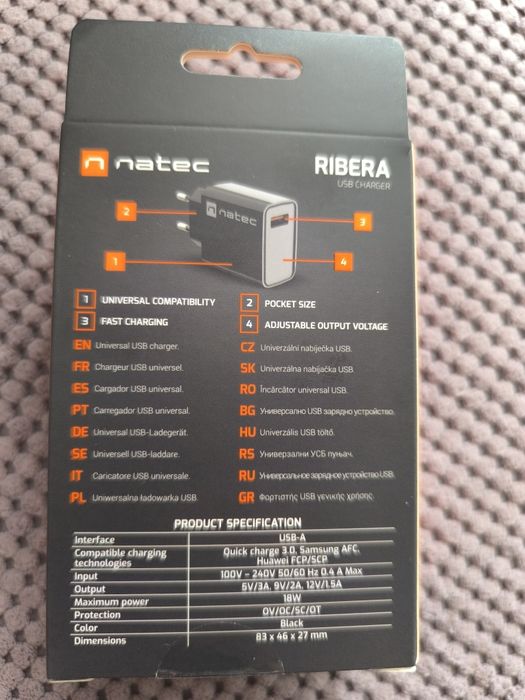 natec
RIBERA
USB CHARGER
natec
2
3
1
4
1 UNIVERSAL COMPATIBILITY
2 POCKET SIZE
3 FAST CHARGING
4 ADJUSTABLE OUTPUT VOLTAGE
EN Universal USB charger.
FR Chargeur USB universel.
ES Cargador USB universal.
PT Carregador USB universal.
DE Universal USB-Ladegerät.
SE Universell USB-laddare.
IT Caricatore USB universale.
PL Uniwersalna ładowarka USB.
CZ Univerzální nabíječka USB.
SK Univerzálna nabíjačka USB.
RO Încărcător universal USB.
BG Универсално USB зарядно устройство.
HU Univerzális USB töltő.
RS Универзални УСБ пуњач.
RU Универсальное зарядное устройство USB.
GR Φορτιστής USB γενικής χρήσης.
PRODUCT SPECIFICATION
Interface USB-A
Compatible charging technologies Quick charge 3.0, Samsung AFC,
Huawei FCP/SCP
Input 100V – 240V 50/60 Hz 0.4 A Max
Output 5V/3A, 9V/2A, 12V/1.5A
Maximum power 18W
Protection OV/OC/SC/OT
Color Black
Dimensions 83 x 46 x 27 mm